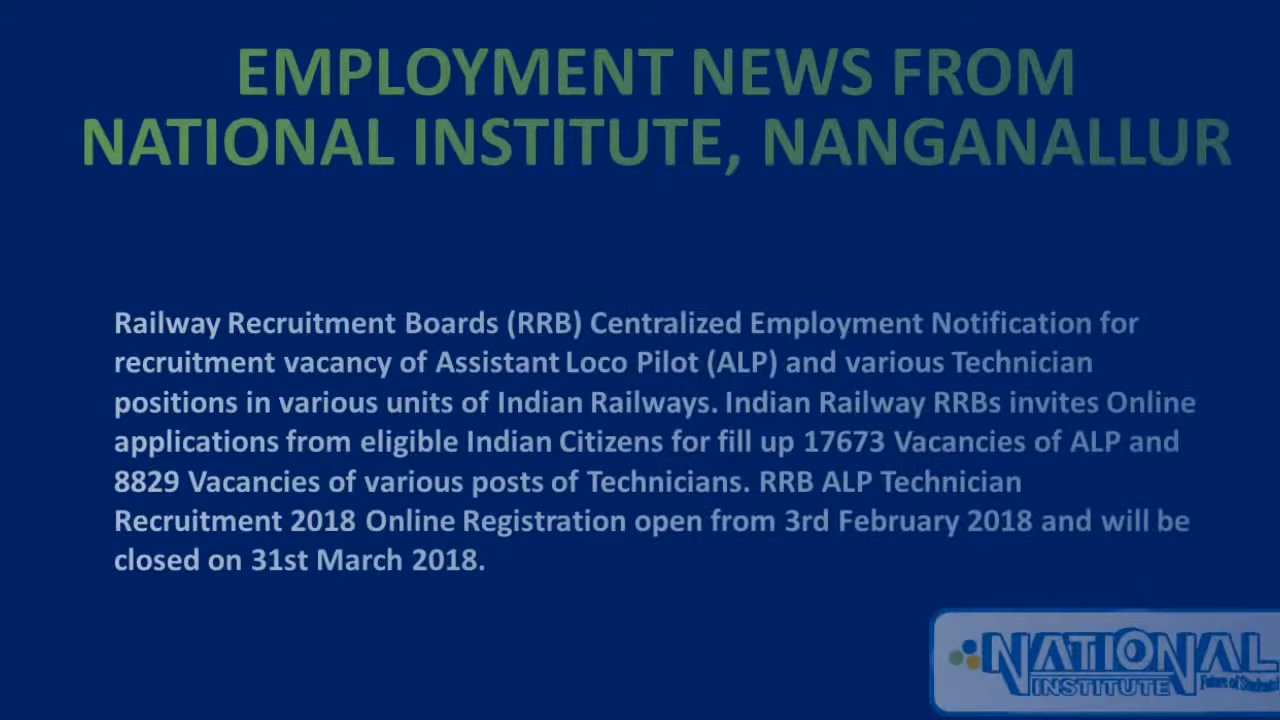 EMPLOYMENT NEWS FROM
NATIONAL INSTITUTE, NANGANALLUR
Railway Recruitment Boards (RRB) Centralized Employment Notification for
recruitment vacancy of Assistant Loco Pilot (ALP) and various Technician
positions in various units of Indian Railways. Indian Railway RRBs invites Online
applications from eligible Indian Citizens for fill up 17673 Vacancies of ALP and
8829 Vacancies of various posts of Technicians. RRB ALP Technician
Recruitment 2018 Online Registration open from 3rd February 2018 and will be
closed on 31st March 2018.
NATIONAL
INSTITUTE Future of